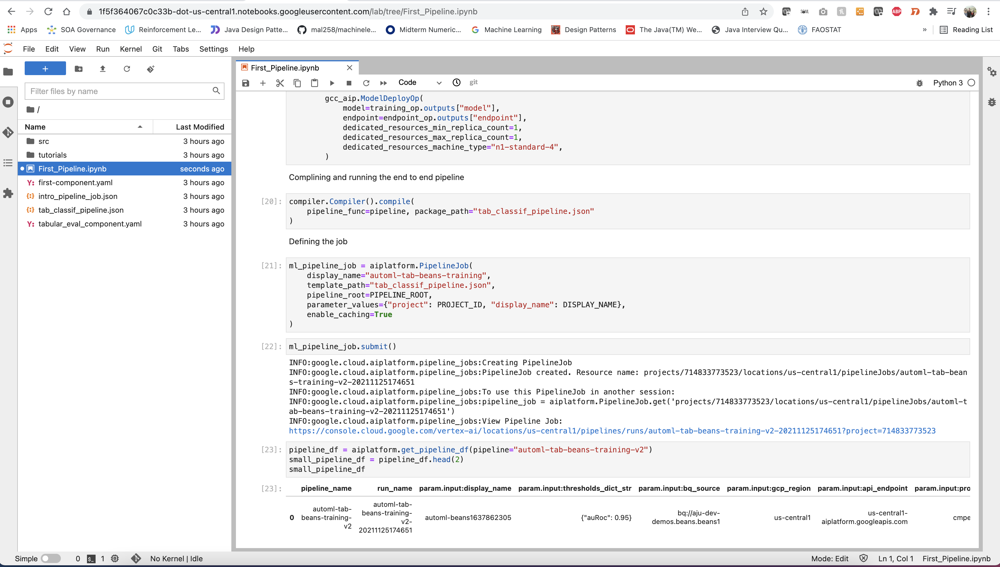 1f5f364067c0c33b-dot-us-central1.notebooks.googleusercontent.com/lab/tree/First_Pipeline.ipynb
ABP
Apps SOA Governance Reinforcement Le... Java Design Patte... mal258/machinele... Midterm Numeric... Machine Learning Design Patterns The Java(TM) We... Java Interview Qu... FAOSTAT » Reading List
File Edit View Run Kernel Git Tabs Settings Help
First_Pipeline.ipynb
Code git Python 3
Filter files by name
/
Name Last Modified
src 3 hours ago
tutorials 3 hours ago
First_Pipeline.ipynb seconds ago
first-component.yaml 3 hours ago
intro_pipeline_job.json 3 hours ago
tab_classif_pipeline.json 3 hours ago
tabular_eval_component.yaml 3 hours ago
gcc_aip.ModelDeployOp(
model=training_op.outputs["model"],
endpoint=endpoint_op.outputs["endpoint"],
dedicated_resources_min_replica_count=1,
dedicated_resources_max_replica_count=1,
dedicated_resources_machine_type="n1-standard-4",
)
Complining and running the end to end pipeline
[20]: compiler.Compiler().compile(
pipeline_func=pipeline, package_path="tab_classif_pipeline.json"
)
Defining the job
[21]: ml_pipeline_job = aiplatform.PipelineJob(
display_name="automl-tab-beans-training",
template_path="tab_classif_pipeline.json",
pipeline_root=PIPELINE_ROOT,
parameter_values={"project": PROJECT_ID, "display_name": DISPLAY_NAME},
enable_caching=True
)
[22]: ml_pipeline_job.submit()
INFO:google.cloud.aiplatform.pipeline_jobs:Creating PipelineJob
INFO:google.cloud.aiplatform.pipeline_jobs:PipelineJob created. Resource name: projects/714833773523/locations/us-central1/pipelineJobs/automl-tab-bean
s-training-v2-20211125174651
INFO:google.cloud.aiplatform.pipeline_jobs:To use this PipelineJob in another session:
INFO:google.cloud.aiplatform.pipeline_jobs:pipeline_job = aiplatform.PipelineJob.get('projects/714833773523/locations/us-central1/pipelineJobs/automl-t
ab-beans-training-v2-20211125174651')
INFO:google.cloud.aiplatform.pipeline_jobs:View Pipeline Job:
https://console.cloud.google.com/vertex-ai/locations/us-central1/pipelines/runs/automl-tab-beans-training-v2-20211125174651?project=714833773523
[23]: pipeline_df = aiplatform.get_pipeline_df(pipeline="automl-tab-beans-training-v2")
small_pipeline_df = pipeline_df.head(2)
small_pipeline_df
[23]: pipeline_name run_name param.input:display_name param.input:thresholds_dict_str param.input:bq_source param.input:gcp_region param.input:api_endpoint param.input:pro
0 automl-tab-
beans-training-
v2
automl-tab-
beans-training-
v2-
20211125174651
automl-beans1637862305
{"auRoc": 0.95}
bq://aju-dev-
demos.beans.beans1
us-central1
us-central1-
aiplatform.googleapis.com
cmpe
Simple 0 1 No Kernel | Idle Mode: Edit Ln 1, Col 1 First_Pipeline.ipynb